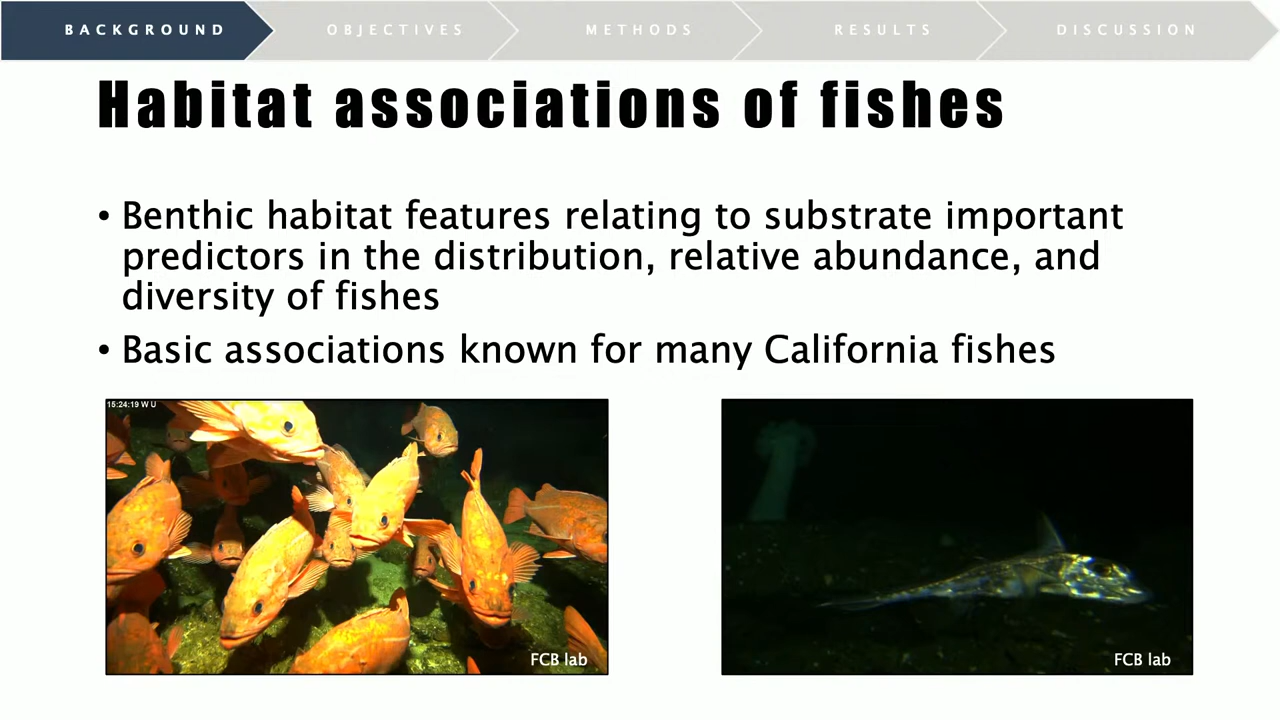 BACKGROUND
OBJECTIVES
METHODS
RESULTS
DISCUSSION
Habitat associations of fishes
• Benthic habitat features relating to substrate important
predictors in the distribution, relative abundance, and
diversity of fishes
• Basic associations known for many California fishes
15:24:19 W U
FCB lab
FCB lab